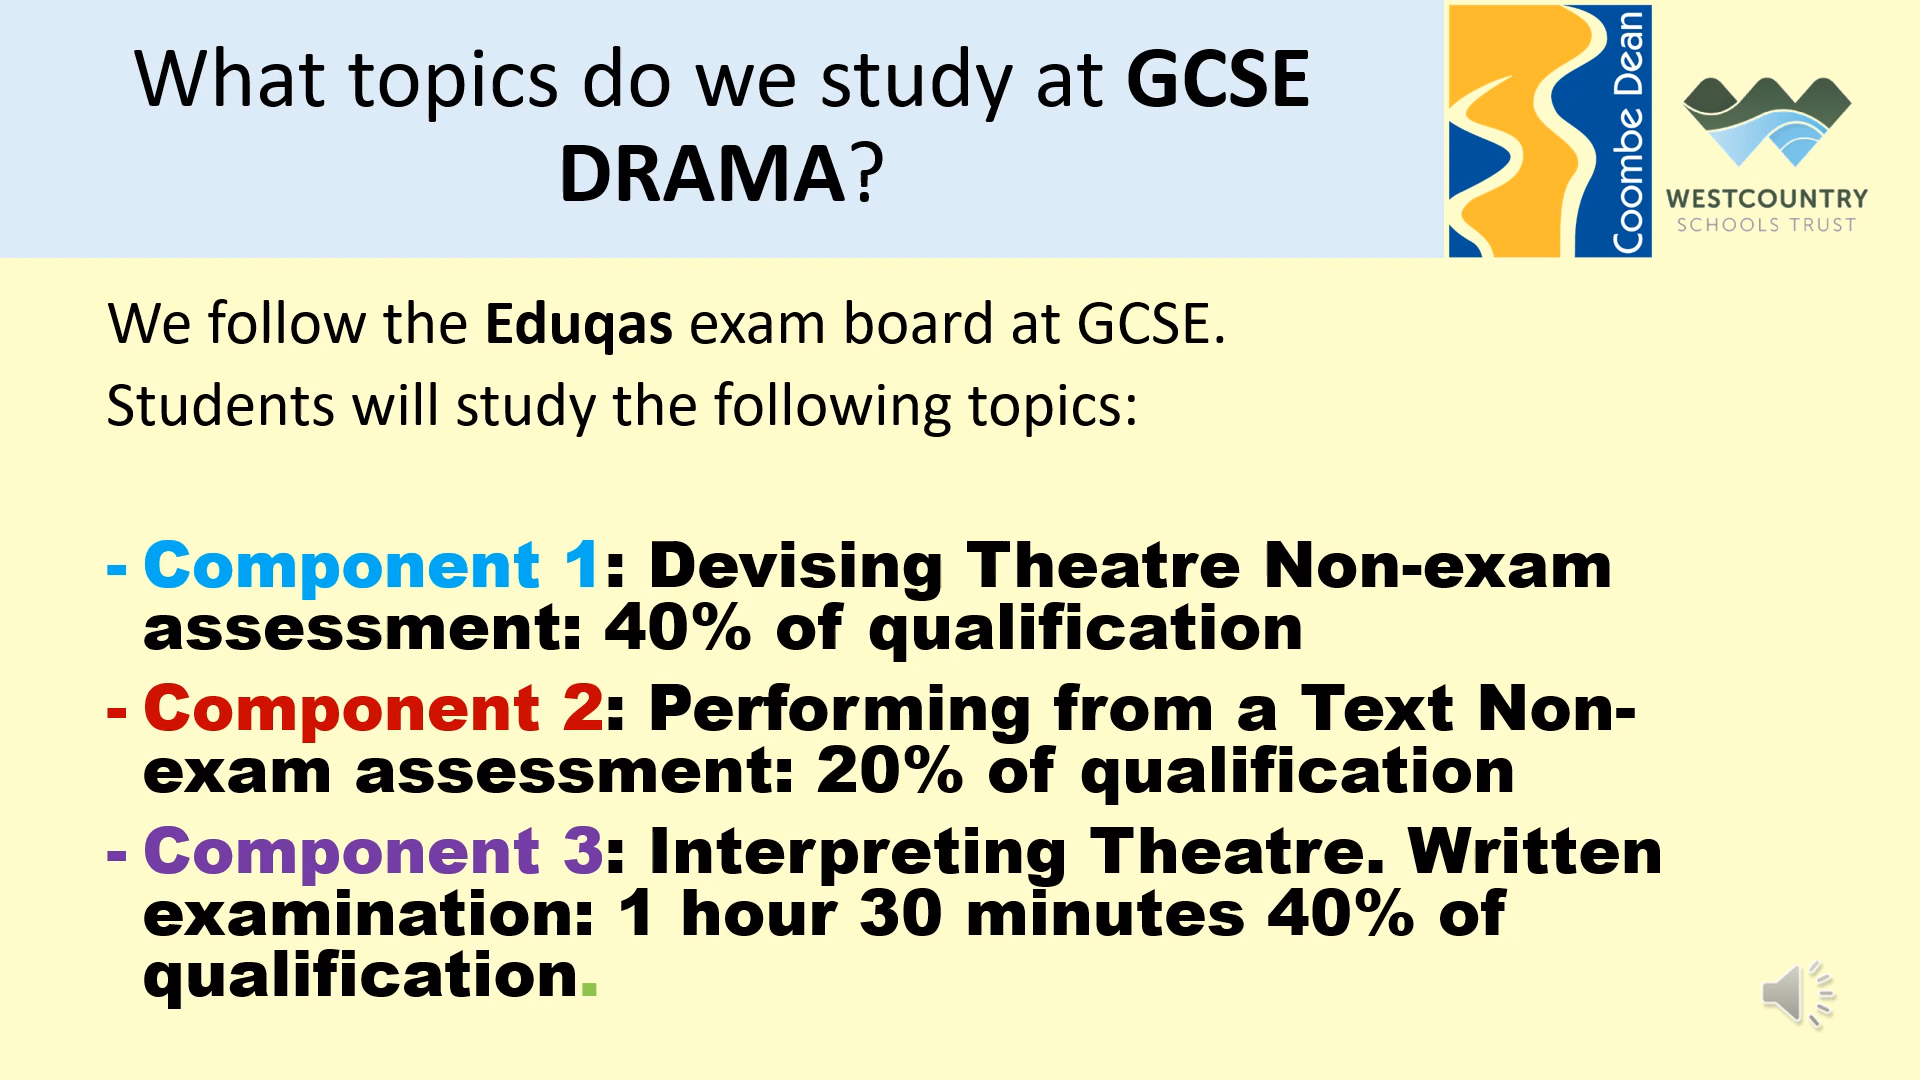 What topics do we study at GCSE
DRAMA?
Coombe Dean
WESTCOUNTRY
SCHOOLS TRUST
We follow the Eduqas exam board at GCSE.
Students will study the following topics:
- Component 1: Devising Theatre Non-exam
assessment: 40% of qualification
- Component 2: Performing from a Text Non-
exam assessment: 20% of qualification
- Component 3: Interpreting Theatre. Written
examination: 1 hour 30 minutes 40% of
qualification.